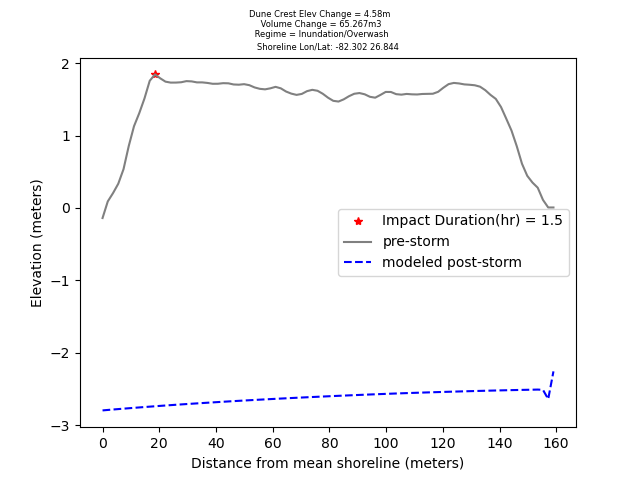 Dune Crest Elev Change = 4.58m
Volume Change = 65.267m3
Regime = Inundation/Overwash
Shoreline Lon/Lat: -82.302 26.844
2
1
0
−1
−2
−3
Elevation (meters)
Impact Duration(hr) = 1.5
pre-storm
modeled post-storm
0 20 40 60 80 100 120 140 160
Distance from mean shoreline (meters)